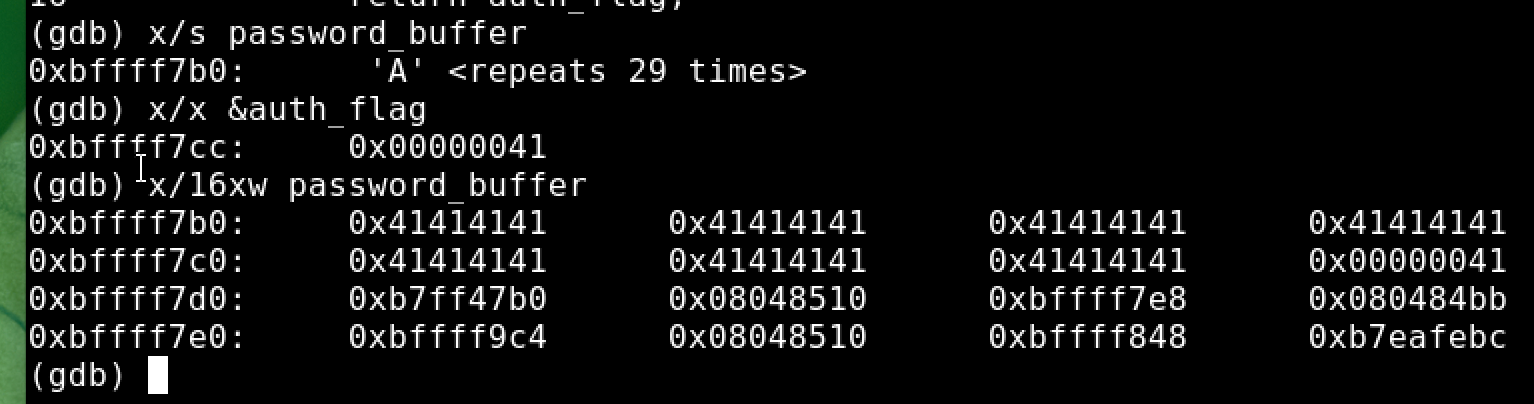 (gdb) x/s password_buffer
0xbffff7b0: 'A' <repeats 29 times>
(gdb) x/x &auth_flag
0xbffff7cc: 0x00000041
(gdb) x/16xw password_buffer
0xbffff7b0: 0x41414141 0x41414141 0x41414141 0x41414141
0xbffff7c0: 0x41414141 0x41414141 0x41414141 0x00000041
0xbffff7d0: 0xb7ff47b0 0x08048510 0xbffff7e8 0x080484bb
0xbffff7e0: 0xbffff9c4 0x08048510 0xbffff848 0xb7eafebc
(gdb)